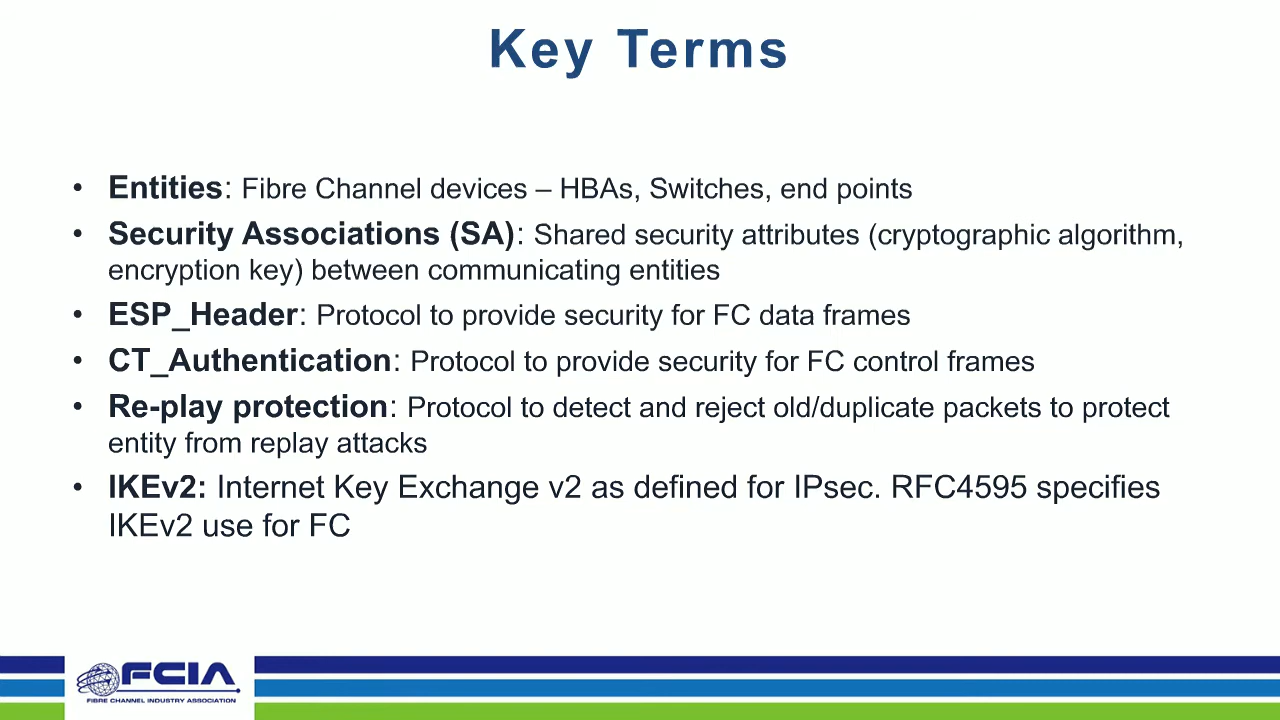 Key Terms
• Entities: Fibre Channel devices – HBAs, Switches, end points
• Security Associations (SA): Shared security attributes (cryptographic algorithm,
encryption key) between communicating entities
• ESP_Header: Protocol to provide security for FC data frames
• CT_Authentication: Protocol to provide security for FC control frames
• Re-play protection: Protocol to detect and reject old/duplicate packets to protect
entity from replay attacks
• IKEv2: Internet Key Exchange v2 as defined for IPsec. RFC4595 specifies
IKEv2 use for FC
FCIA
FIBRE CHANNEL INDUSTRY ASSOCIATION